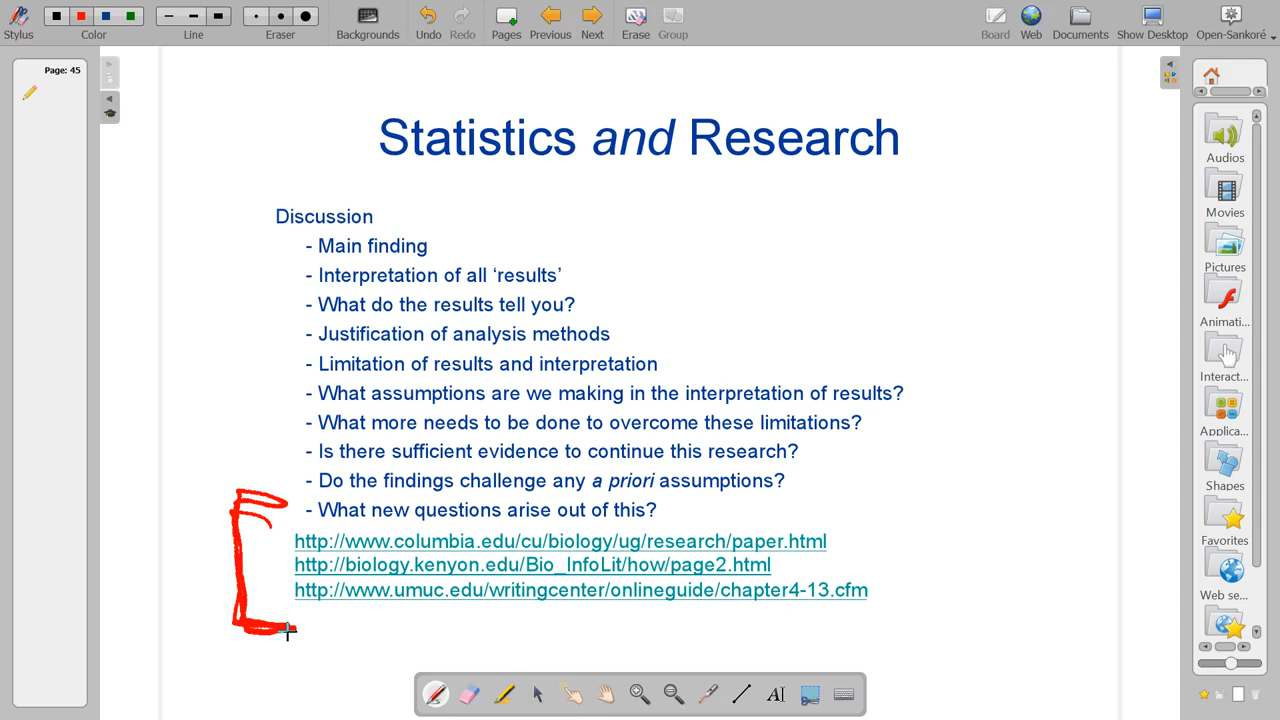 Stylus
Color
Line
Eraser
Backgrounds
Undo
Redo
Pages
Previous
Next
Erase
Group
Board
Web
Documents
Show Desktop
Open-Sankoré
Page: 45
Statistics and Research
Discussion
- Main finding
- Interpretation of all ‘results’
- What do the results tell you?
- Justification of analysis methods
- Limitation of results and interpretation
- What assumptions are we making in the interpretation of results?
- What more needs to be done to overcome these limitations?
- Is there sufficient evidence to continue this research?
- Do the findings challenge any a priori assumptions?
- What new questions arise out of this?
http://www.columbia.edu/cu/biology/ug/research/paper.html
http://biology.kenyon.edu/Bio_InfoLit/how/page2.html
http://www.umuc.edu/writingcenter/onlineguide/chapter4-13.cfm
Audios
Movies
Pictures
Animati...
Interact...
Applica...
Shapes
Favorites
Web se...